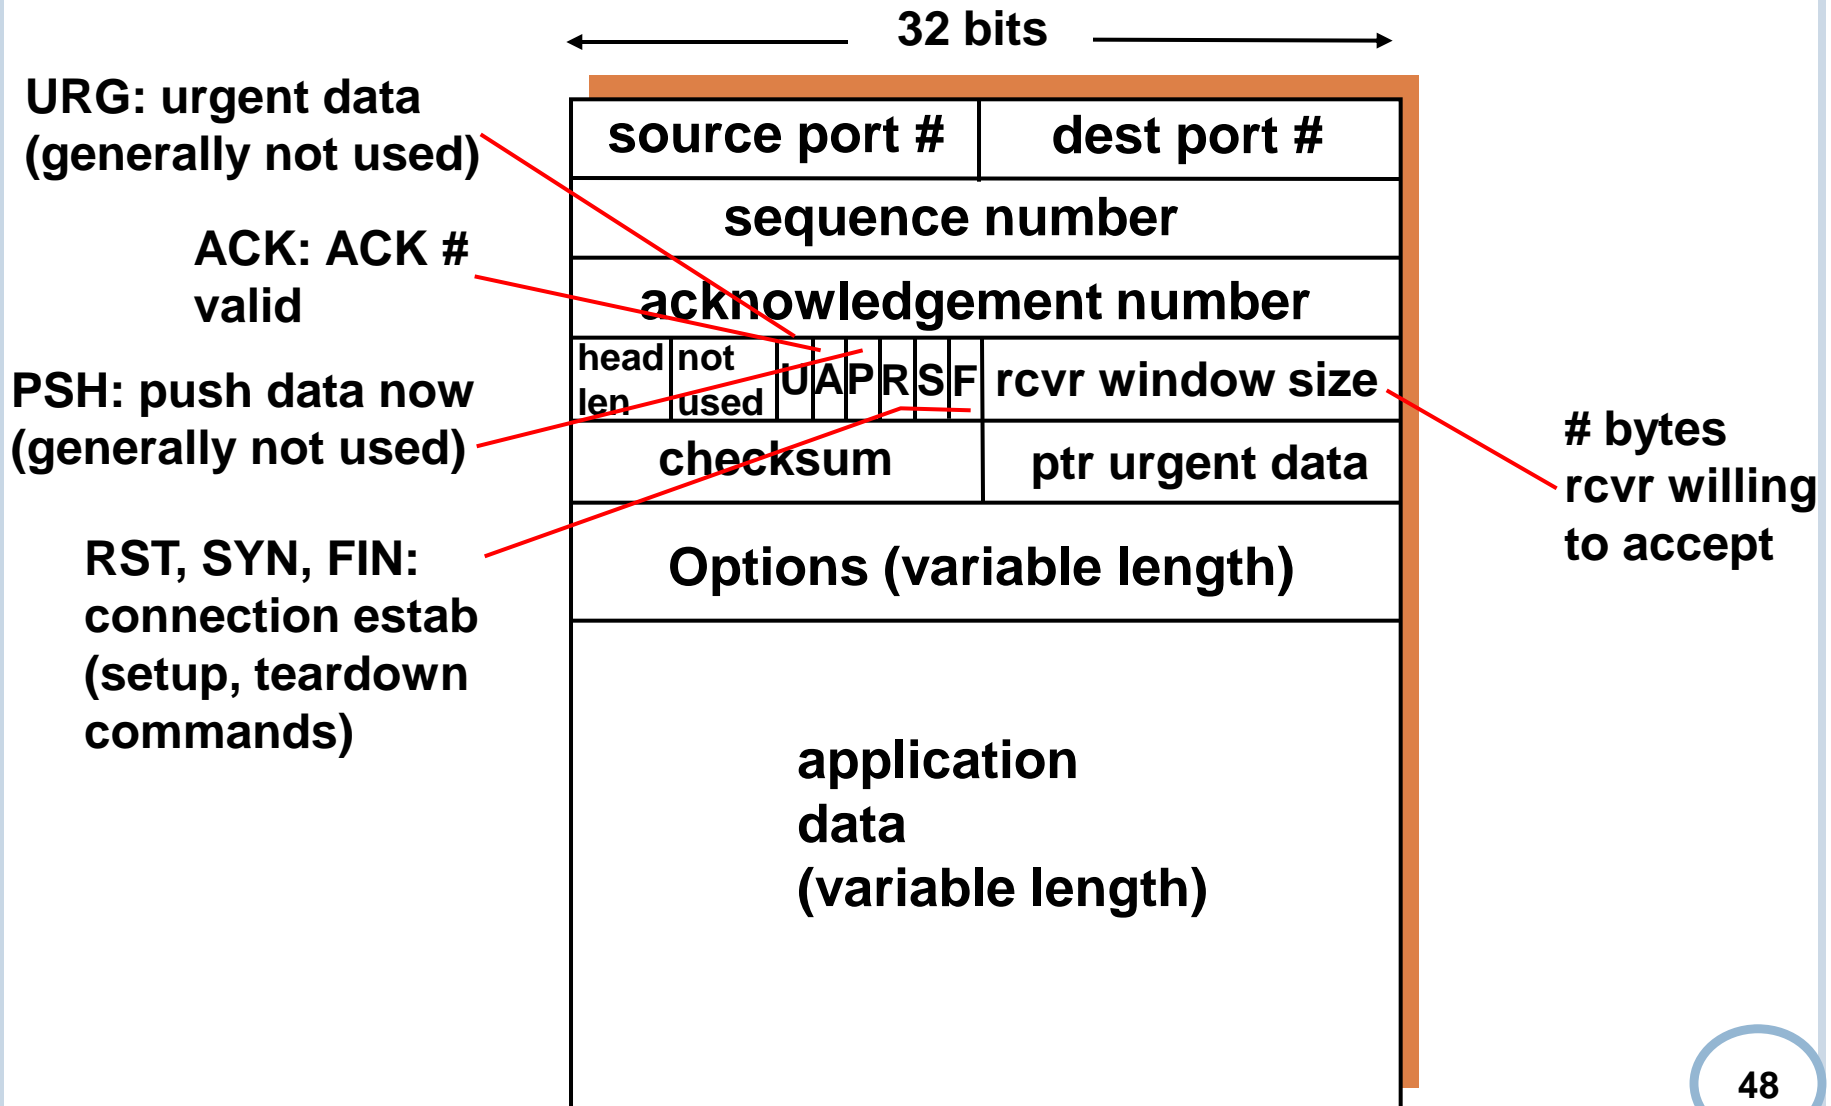 32 bits
URG: urgent data
(generally not used)
ACK: ACK #
valid
PSH: push data now
(generally not used)
RST, SYN, FIN:
connection estab
(setup, teardown
commands)
source port # dest port #
sequence number
acknowledgement number
head not
len used U A P R S F rcvr window size
checksum ptr urgent data
Options (variable length)
application
data
(variable length)
# bytes
rcvr willing
to accept
48